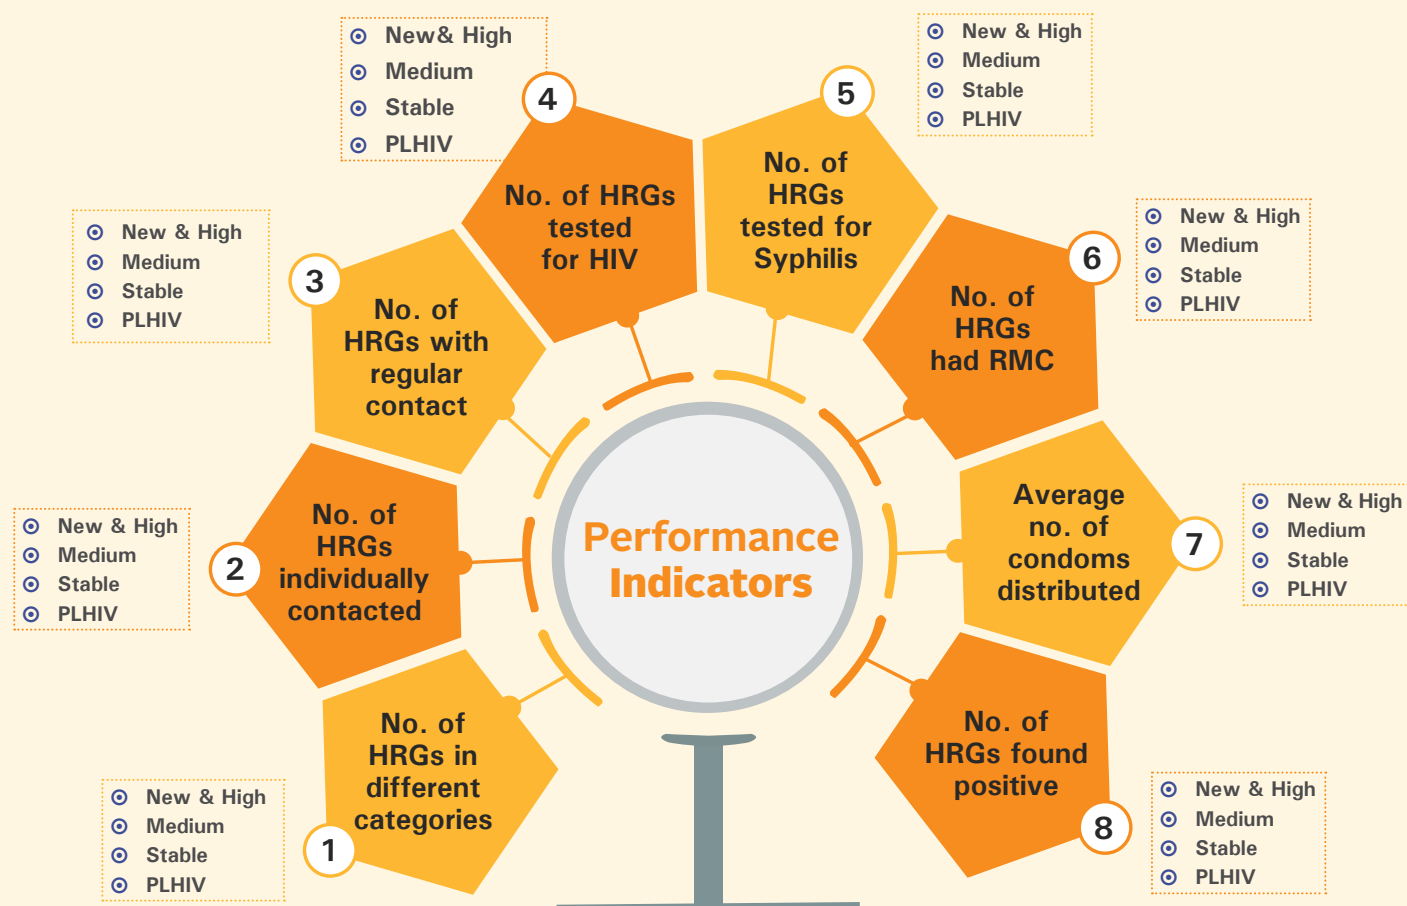 Performance
Indicators
1
No. of
HRGs in
different
categories
New & High
Medium
Stable
PLHIV
2
No. of
HRGs
individually
contacted
New & High
Medium
Stable
PLHIV
3
No. of
HRGs with
regular
contact
New & High
Medium
Stable
PLHIV
4
No. of HRGs
tested
for HIV
New& High
Medium
Stable
PLHIV
5
No. of
HRGs
tested for
Syphilis
New & High
Medium
Stable
PLHIV
6
No. of
HRGs
had RMC
New & High
Medium
Stable
PLHIV
7
Average
no. of
condoms
distributed
New & High
Medium
Stable
PLHIV
8
No. of
HRGs found
positive
New & High
Medium
Stable
PLHIV